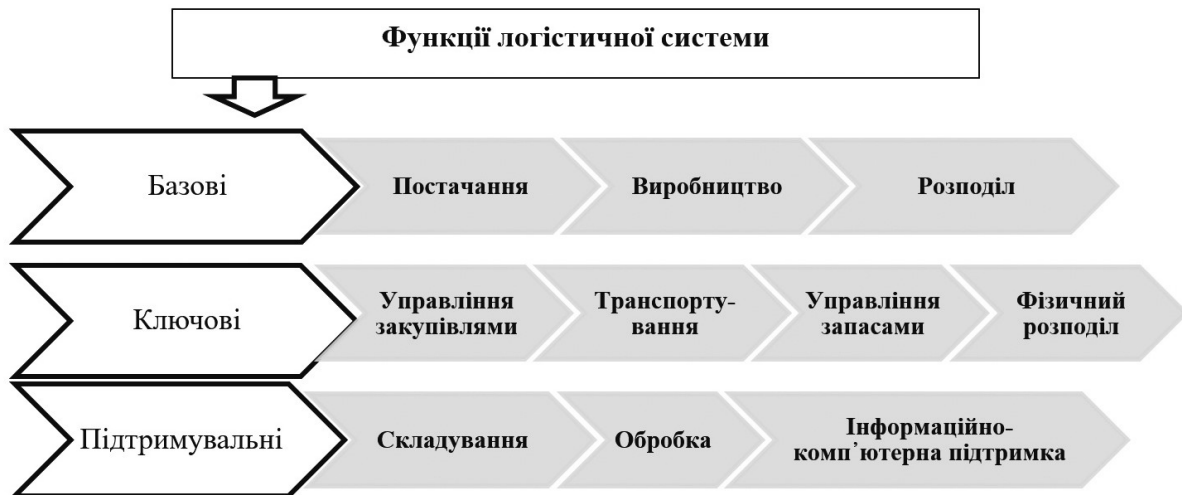 Функції логістичної системи
Базові
Постачання
Виробництво
Розподіл
Ключові
Управління
закупівлями
Транспорту-
вання
Управління
запасами
Фізичний
розподіл
Підтримувальні
Складування
Обробка
Інформаційно-
комп᾽ютерна підтримка